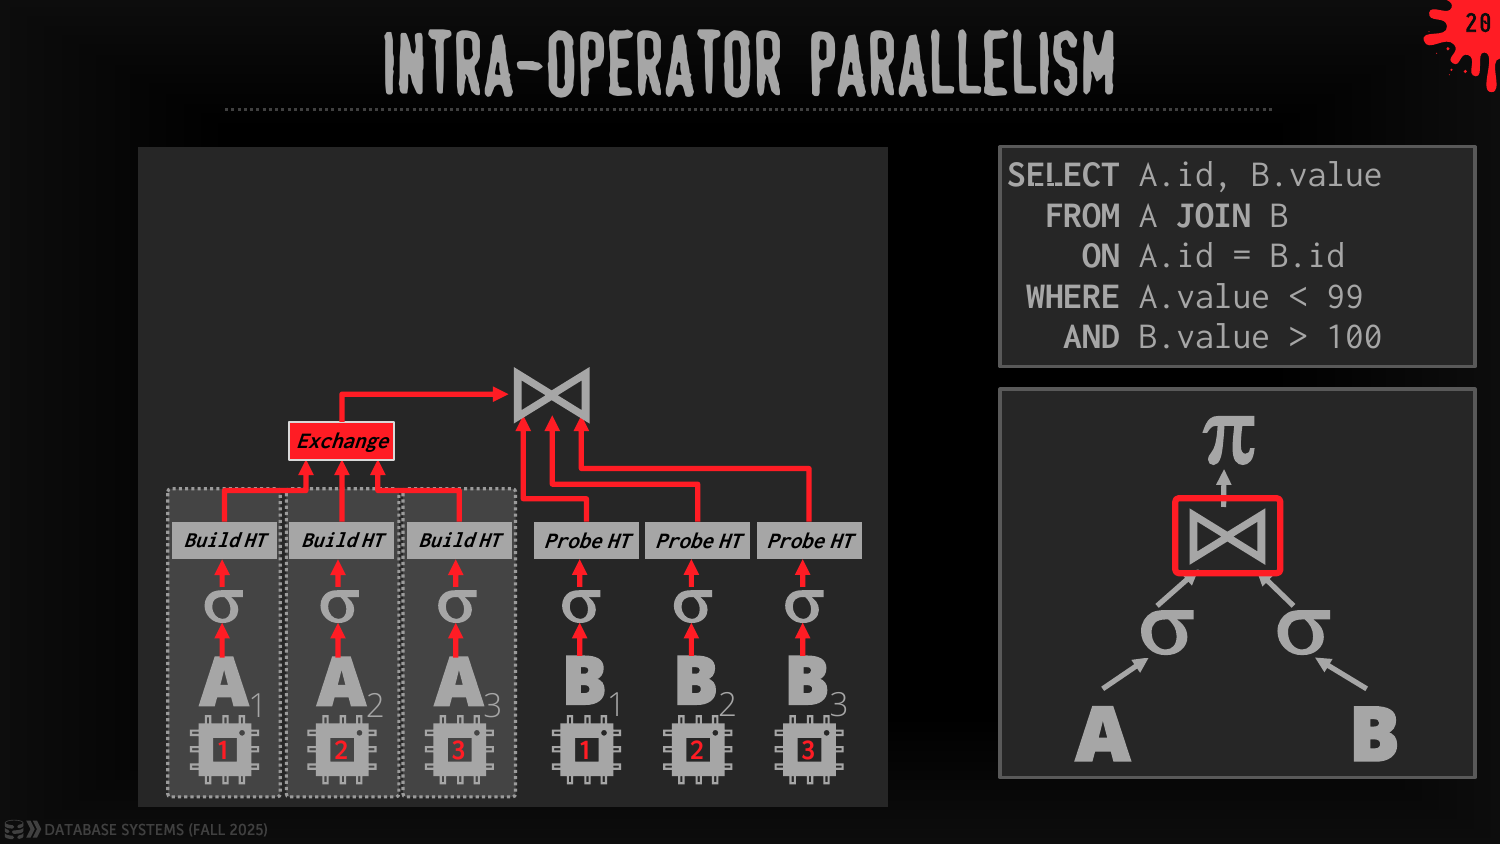 INTRA-OPERATOR PARALLELISM
20
SELECT A.id, B.value
FROM A JOIN B
ON A.id = B.id
WHERE A.value < 99
AND B.value > 100
⋈
Exchange
Build HT Build HT Build HT Probe HT Probe HT Probe HT
σ σ σ σ σ σ
A1 A2 A3 B1 B2 B3
1 2 3 1 2 3
π
⋈
σ σ
A B
DATABASE SYSTEMS (FALL 2025)